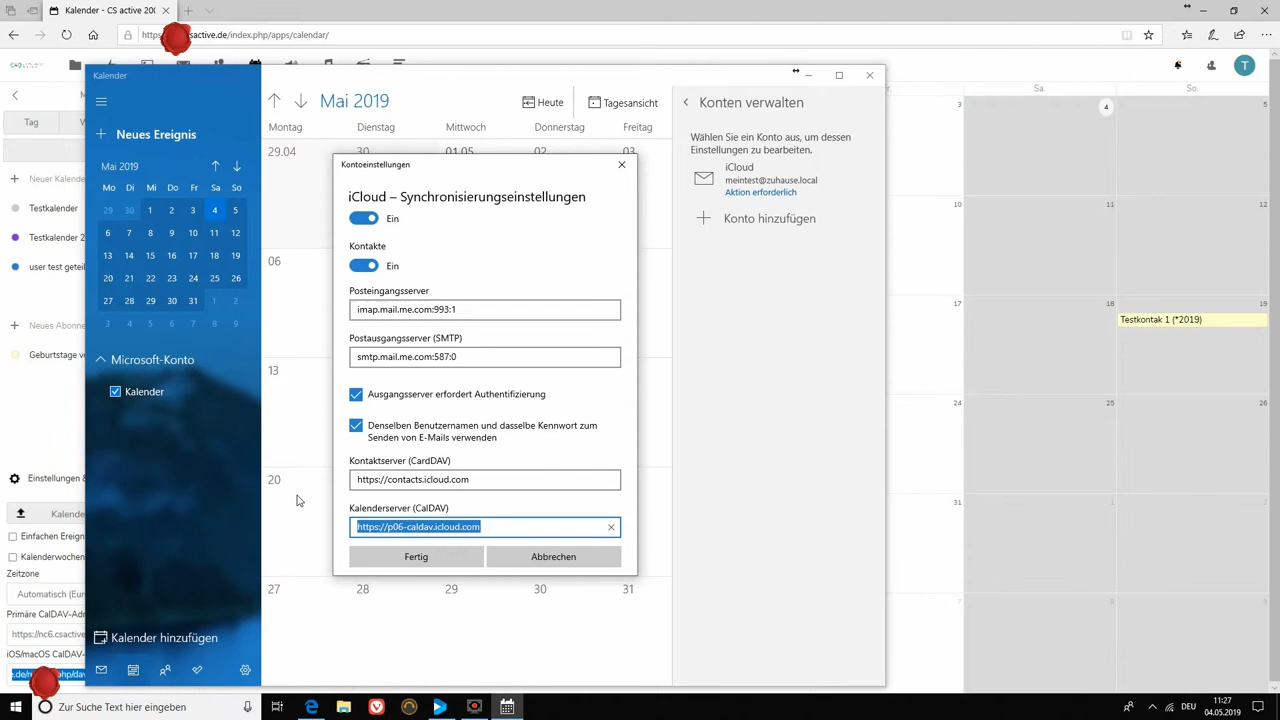 Kalender - CS active 200
https
sactive.de/index.php/apps/calendar/
T
Kalender
Neues Ereignis
Mai 2019
Mo Di Mi Do Fr Sa So
29 30 1 2 3 4 5
6 7 8 9 10 11 12
13 14 15 16 17 18 19
20 21 22 23 24 25 26
27 28 29 30 31 1 2
3 4 5 6 7 8 9
Microsoft-Konto
Kalender
Kalender hinzufügen
Tag
Neuer Kalender
Testkalender
Testkalender 2
user test geteil
Neues Abonne
Geburtstage v
Einstellungen &
Kalende
Einfachen Ereign
Kalenderwochen
Zeitzone
Automatisch (Eur
Primäre CalDAV-Adr
https://nc6.csactive
iOS/macOS CalDAV-
.de/n
php/dav
Mai 2019
Heute
Tagesansicht
Montag Dienstag Mittwoch Donnerstag Freitag
29.04 30 01.05 02 03
06
13
20
27 28 29 30 31
Kontoeinstellungen
iCloud – Synchronisierungseinstellungen
Ein
Kontakte
Ein
Posteingangsserver
imap.mail.me.com:993:1
Postausgangsserver (SMTP)
smtp.mail.me.com:587:0
Ausgangsserver erfordert Authentifizierung
Denselben Benutzernamen und dasselbe Kennwort zum
Senden von E-Mails verwenden
Kontaktserver (CardDAV)
https://contacts.icloud.com
Kalenderserver (CalDAV)
https://p06-caldav.icloud.com
Fertig
Abbrechen
Konten verwalten
Wählen Sie ein Konto aus, um dessen
Einstellungen zu bearbeiten.
iCloud
meintest@zuhause.local
Aktion erforderlich
Konto hinzufügen
Sa. So.
3 4 5
10 11 12
17 18 19
Testkontak 1 (*2019)
24 25 26
31
Zur Suche Text hier eingeben
DEU
11:27
04.05.2019